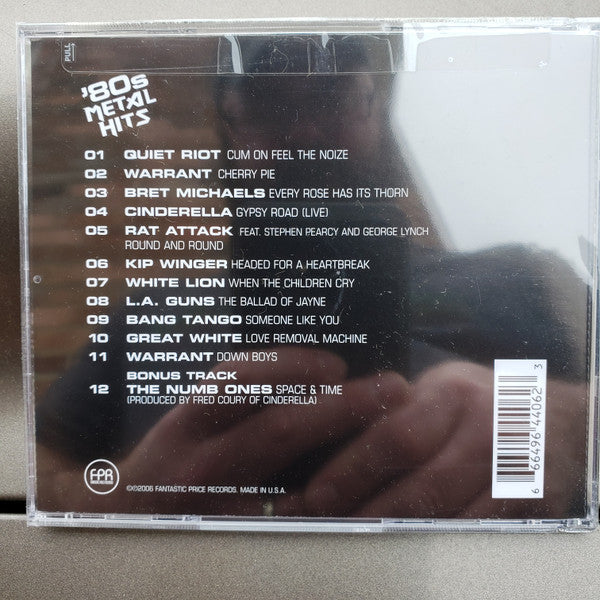 PULL
'80s
METAL
HITS
01 QUIET RIOT CUM ON FEEL THE NOIZE
02 WARRANT CHERRY PIE
03 BRET MICHAELS EVERY ROSE HAS ITS THORN
04 CINDERELLA GYPSY ROAD (LIVE)
05 RAT ATTACK FEAT. STEPHEN PEARCY AND GEORGE LYNCH
ROUND AND ROUND
06 KIP WINGER HEADED FOR A HEARTBREAK
07 WHITE LION WHEN THE CHILDREN CRY
08 L.A. GUNS THE BALLAD OF JAYNE
09 BANG TANGO SOMEONE LIKE YOU
10 GREAT WHITE LOVE REMOVAL MACHINE
11 WARRANT DOWN BOYS
BONUS TRACK
12 THE NUMB ONES SPACE & TIME
(PRODUCED BY FRED COURY OF CINDERELLA)
6 66496 44062 3
FPR
℗©2006 FANTASTIC PRICE RECORDS. MADE IN U.S.A.